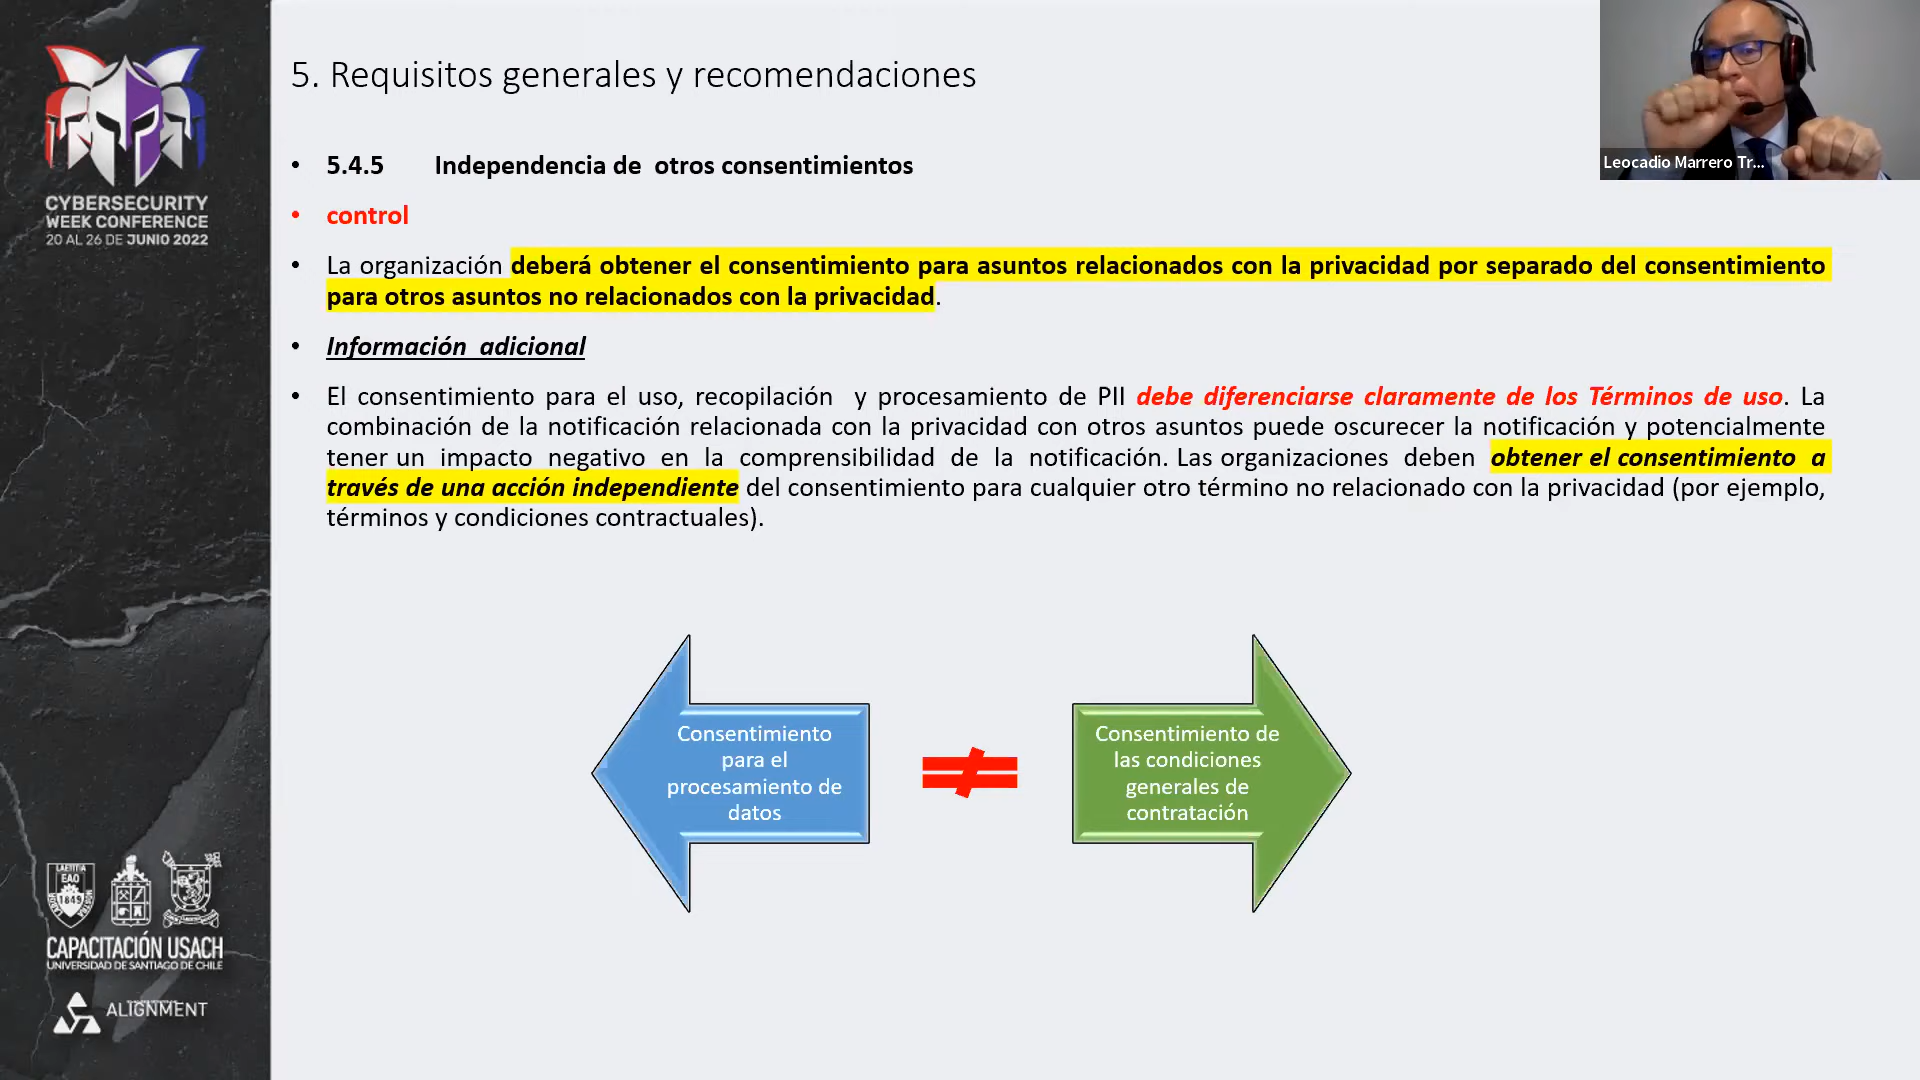 5. Requisitos generales y recomendaciones
Leocadio Marrero Tr...
• 5.4.5 Independencia de otros consentimientos
• control
• La organización deberá obtener el consentimiento para asuntos relacionados con la privacidad por separado del consentimiento
para otros asuntos no relacionados con la privacidad.
• Información adicional
• El consentimiento para el uso, recopilación y procesamiento de PII debe diferenciarse claramente de los Términos de uso. La
combinación de la notificación relacionada con la privacidad con otros asuntos puede oscurecer la notificación y potencialmente
tener un impacto negativo en la comprensibilidad de la notificación. Las organizaciones deben obtener el consentimiento a
través de una acción independiente del consentimiento para cualquier otro término no relacionado con la privacidad (por ejemplo,
términos y condiciones contractuales).
Consentimiento
para el
procesamiento de
datos
≠
Consentimiento de
las condiciones
generales de
contratación
CYBERSECURITY
WEEK CONFERENCE
20 AL 26 DE JUNIO 2022
LAETITIA
EAO
1849
CAPACITACIÓN USACH
UNIVERSIDAD DE SANTIAGO DE CHILE
ALIGNMENT